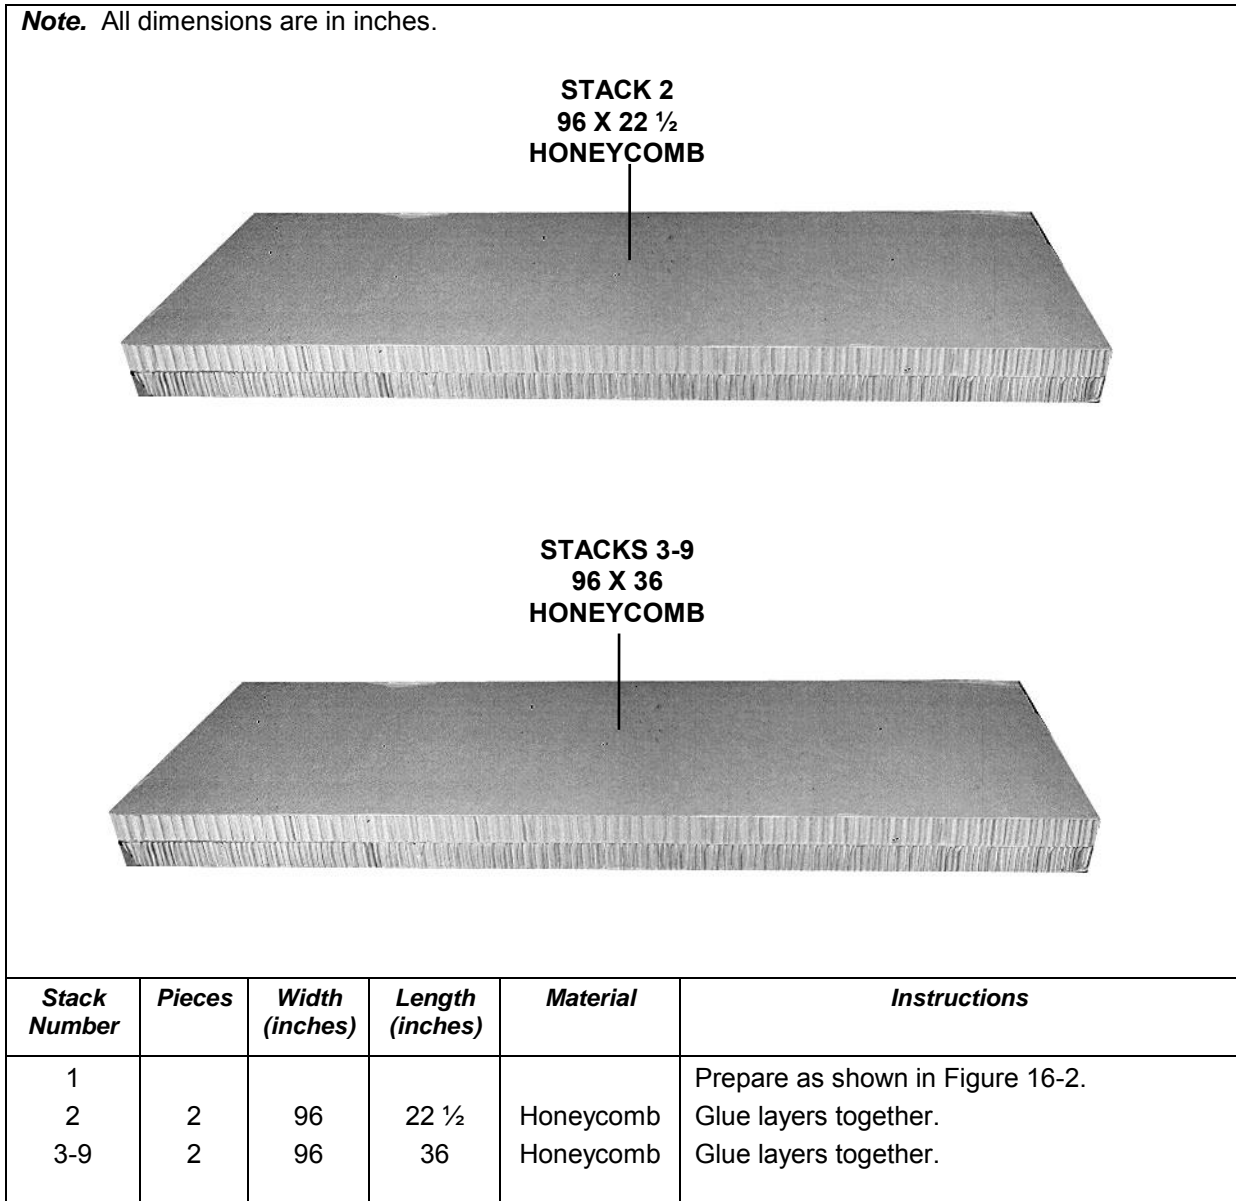 Note. All dimensions are in inches.
STACK 2
96 X 22 ½
HONEYCOMB
STACKS 3-9
96 X 36
HONEYCOMB
Stack Number Pieces Width (inches) Length (inches) Material Instructions
1 Prepare as shown in Figure 16-2.
2 2 96 22 ½ Honeycomb Glue layers together.
3-9 2 96 36 Honeycomb Glue layers together.